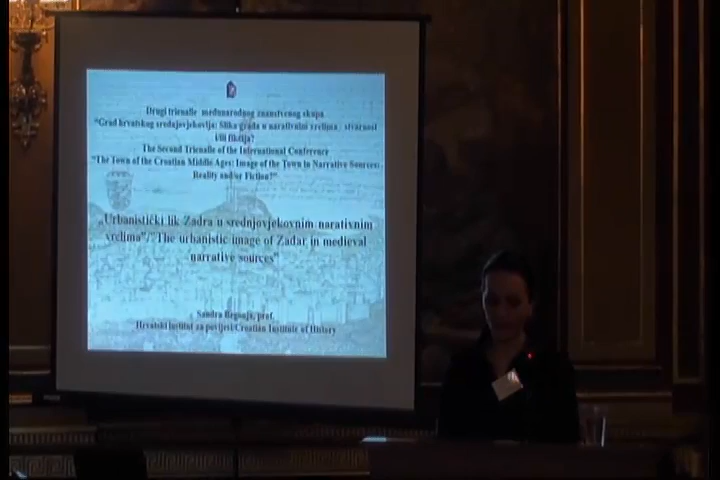 Drugi trienalle međunarodnog znanstvenog skupa
"Grad hrvatskog srednjovjekovlja: Slika grada u narativnim vrelima: stvarnost
i/ili fikcija?
The Second Trienalle of the International Conference
"The Town of the Croatian Middle Ages: Image of the Town in Narrative Sources:
Reality and/or Fiction?"
„Urbanistički lik Zadra u srednjovjekovnim narativnim
vrelima"/"The urbanistic image of Zadar in medieval
narrative sources"
Sandra Begonja, prof.
Hrvatski institut za povijest/Croatian Institute of History